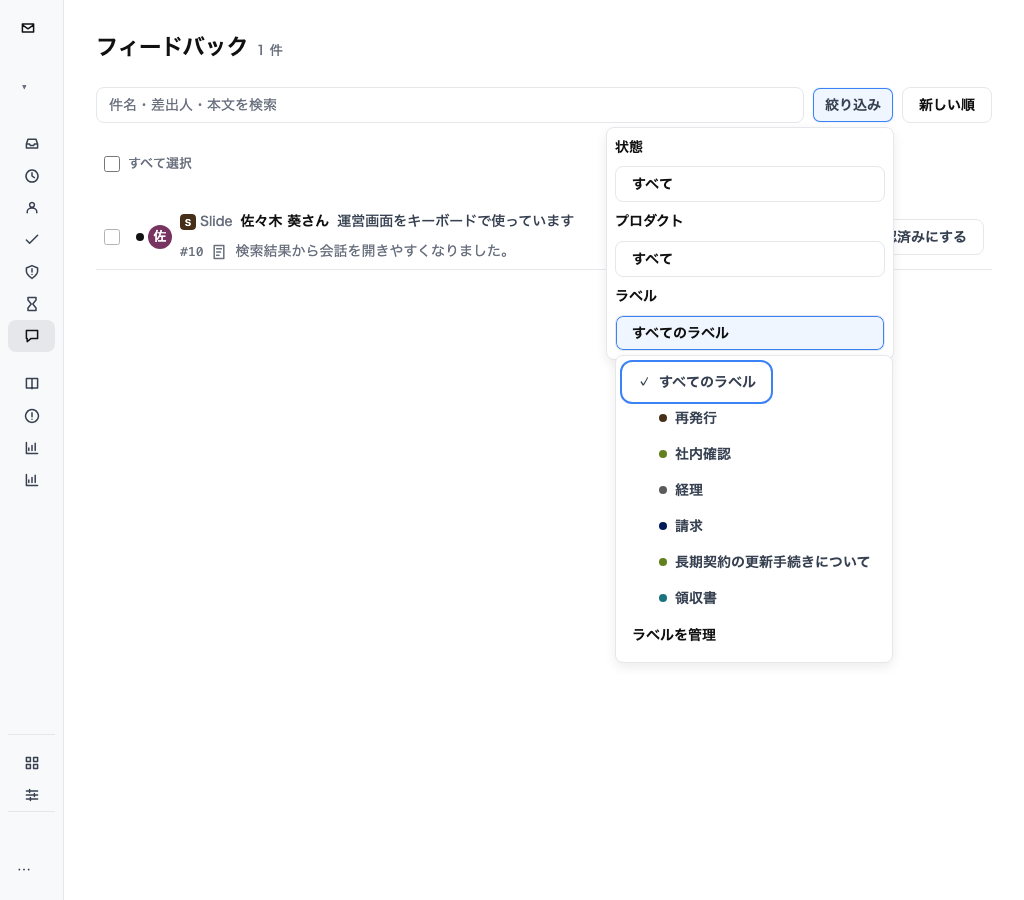 フィードバック 1 件
件名・差出人・本文を検索
絞り込み
新しい順
すべて選択
状態
すべて
プロダクト
すべて
ラベル
すべてのラベル
佐
S Slide 佐々木 葵さん 運営画面をキーボードで使っています
#10 検索結果から会話を開きやすくなりました。
済みにする
✓ すべてのラベル
再発行
社内確認
経理
請求
長期契約の更新手続きについて
領収書
ラベルを管理